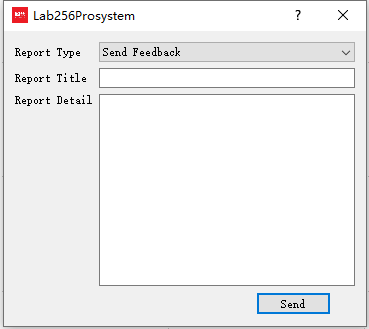 Lab256Prosystem
Report Type
Send Feedback
Report Title
Report Detail
Send